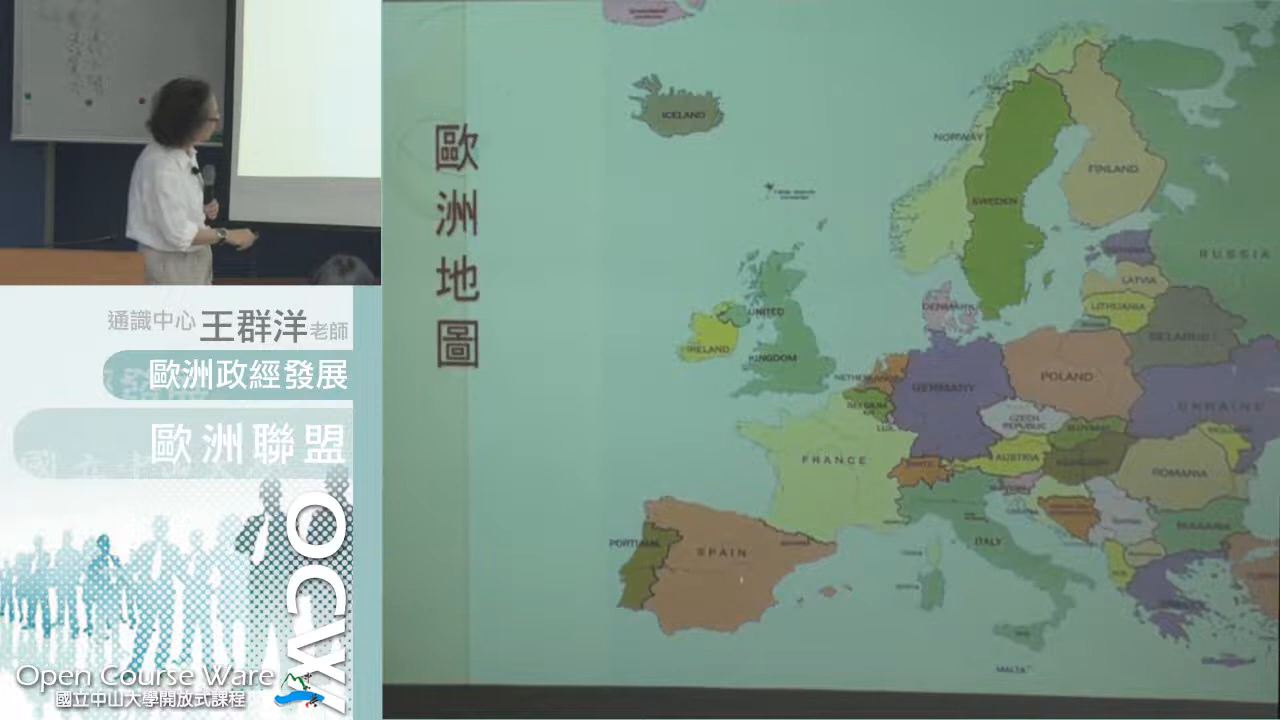 通識中心 王群洋 老師
歐洲政經發展
歐洲聯盟
OCW
Open Course Ware
國立中山大學開放式課程
歐洲地圖
ICELAND
NORWAY
FINLAND
SWEDEN
RUSSIA
LATVIA
DENMARK
LITHUANIA
UNITED
KINGDOM
IRELAND
BELARUS
NETHERLANDS
GERMANY
POLAND
UKRAINE
BELGIUM
LUX
CZECH
REPUBLIC
FRANCE
AUSTRIA
ROMANIA
PORTUGAL
SPAIN
ITALY
BULGARIA
MALTA